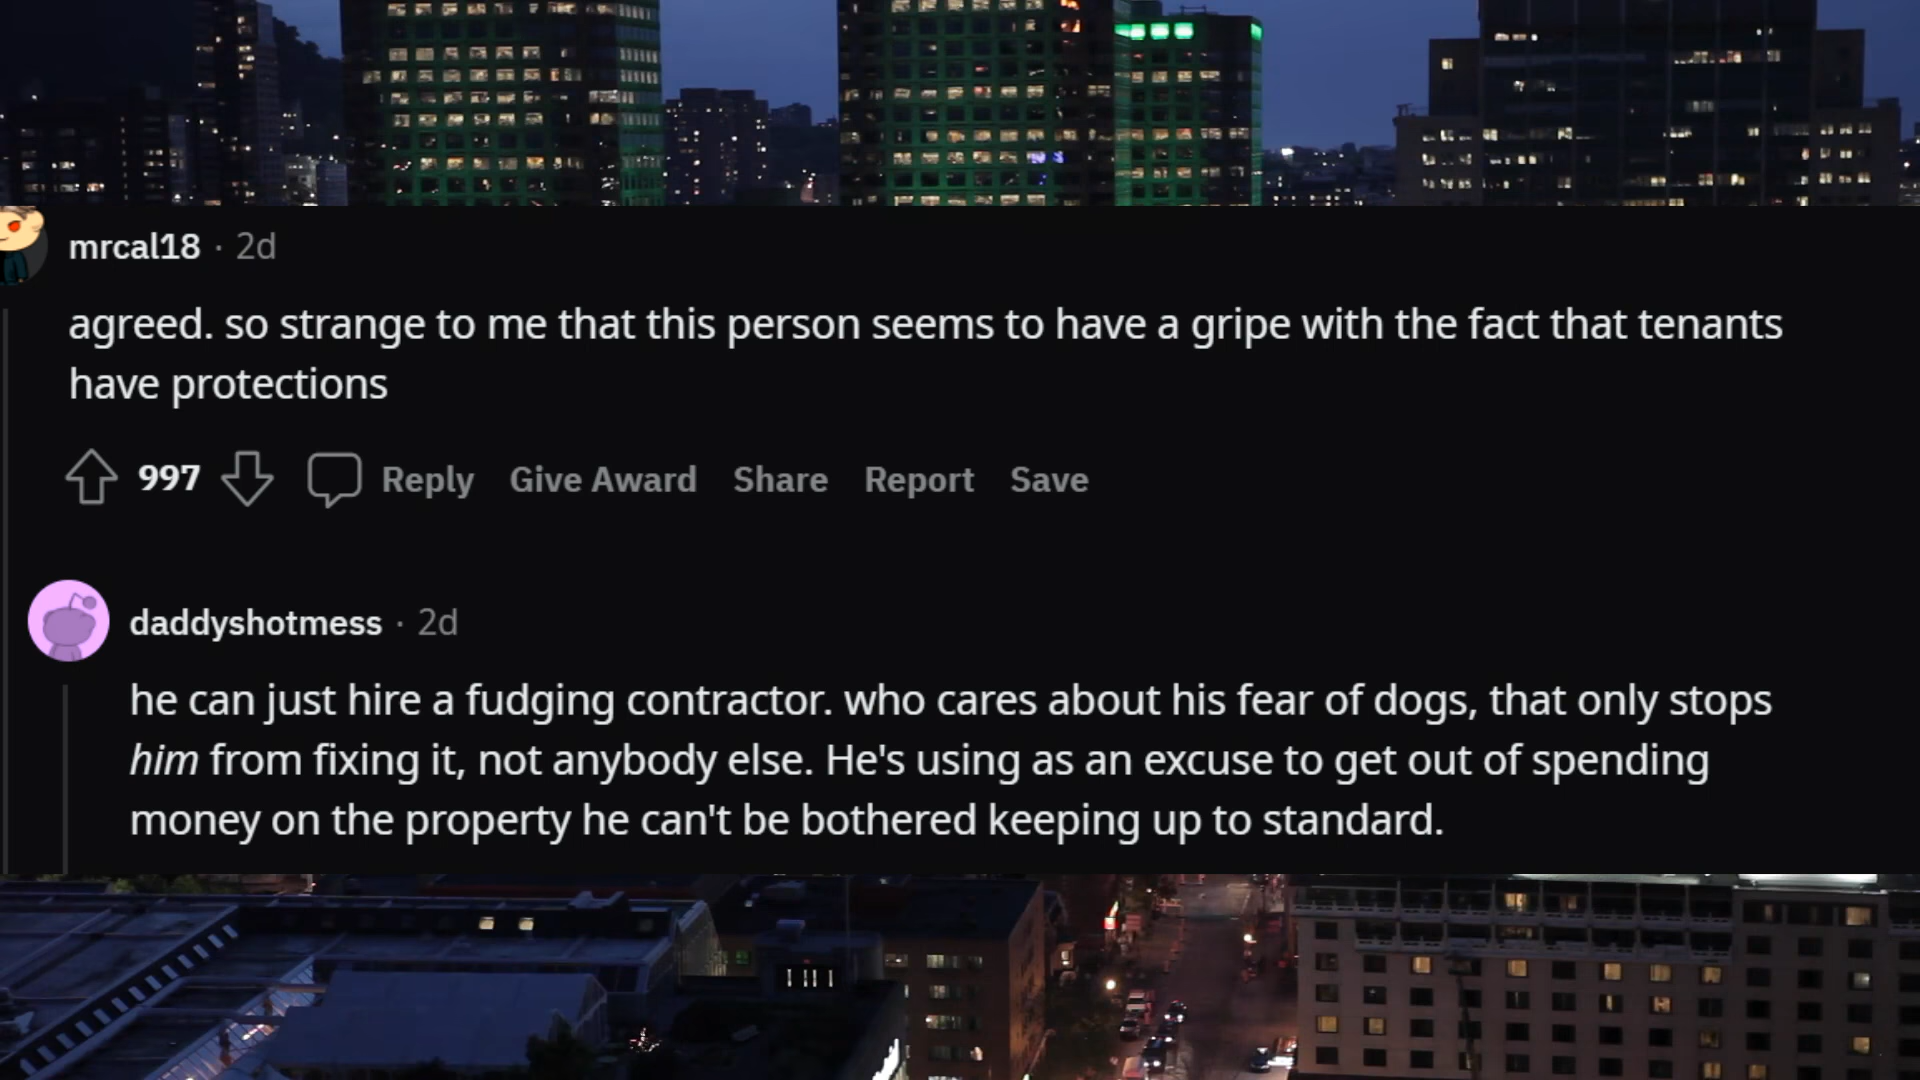 mrcal18 · 2d
agreed. so strange to me that this person seems to have a gripe with the fact that tenants
have protections
997 Reply Give Award Share Report Save
daddyshotmess · 2d
he can just hire a fudging contractor. who cares about his fear of dogs, that only stops
him from fixing it, not anybody else. He's using as an excuse to get out of spending
money on the property he can't be bothered keeping up to standard.